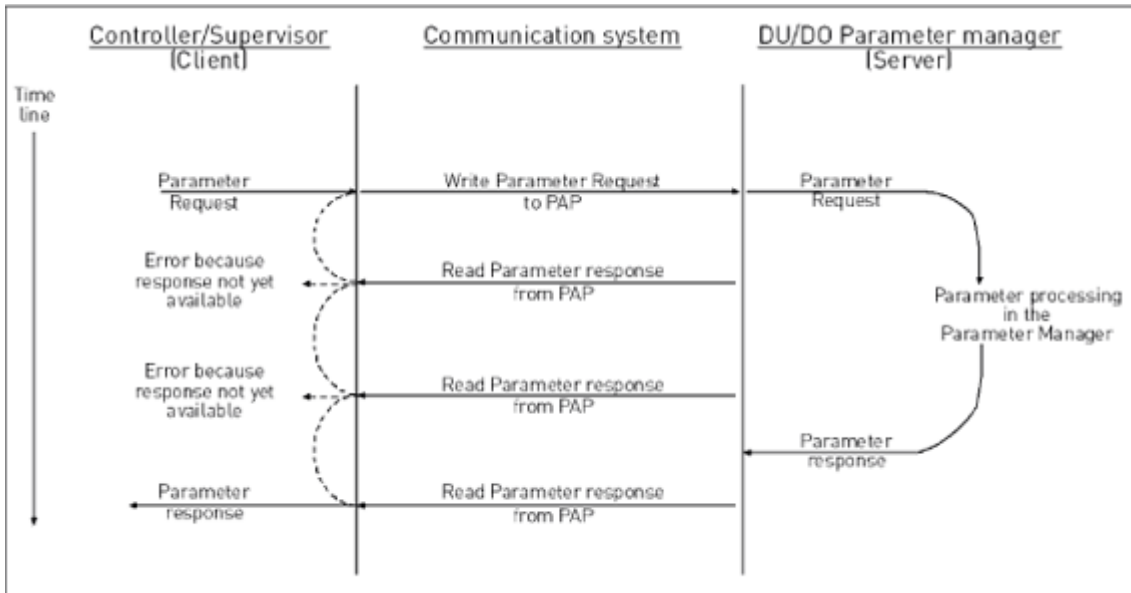 Controller/Supervisor
(Client)
Communication system
DU/DO Parameter manager
(Server)
Time
line
Parameter
Request
Write Parameter Request
to PAP
Parameter
Request
Error because
response not yet
available
Read Parameter response
from PAP
Parameter processing
in the
Parameter Manager
Error because
response not yet
available
Read Parameter response
from PAP
Parameter
response
Parameter
response
Read Parameter response
from PAP